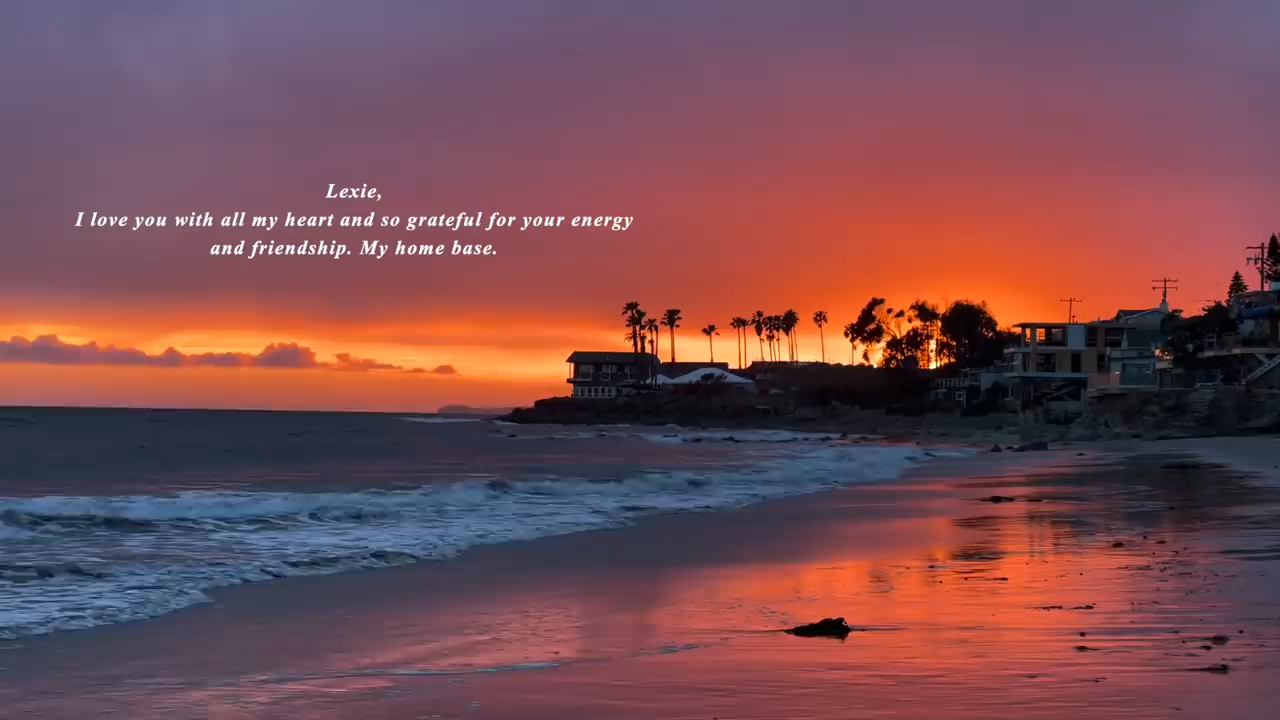 Lexie,
I love you with all my heart and so grateful for your energy
and friendship. My home base.